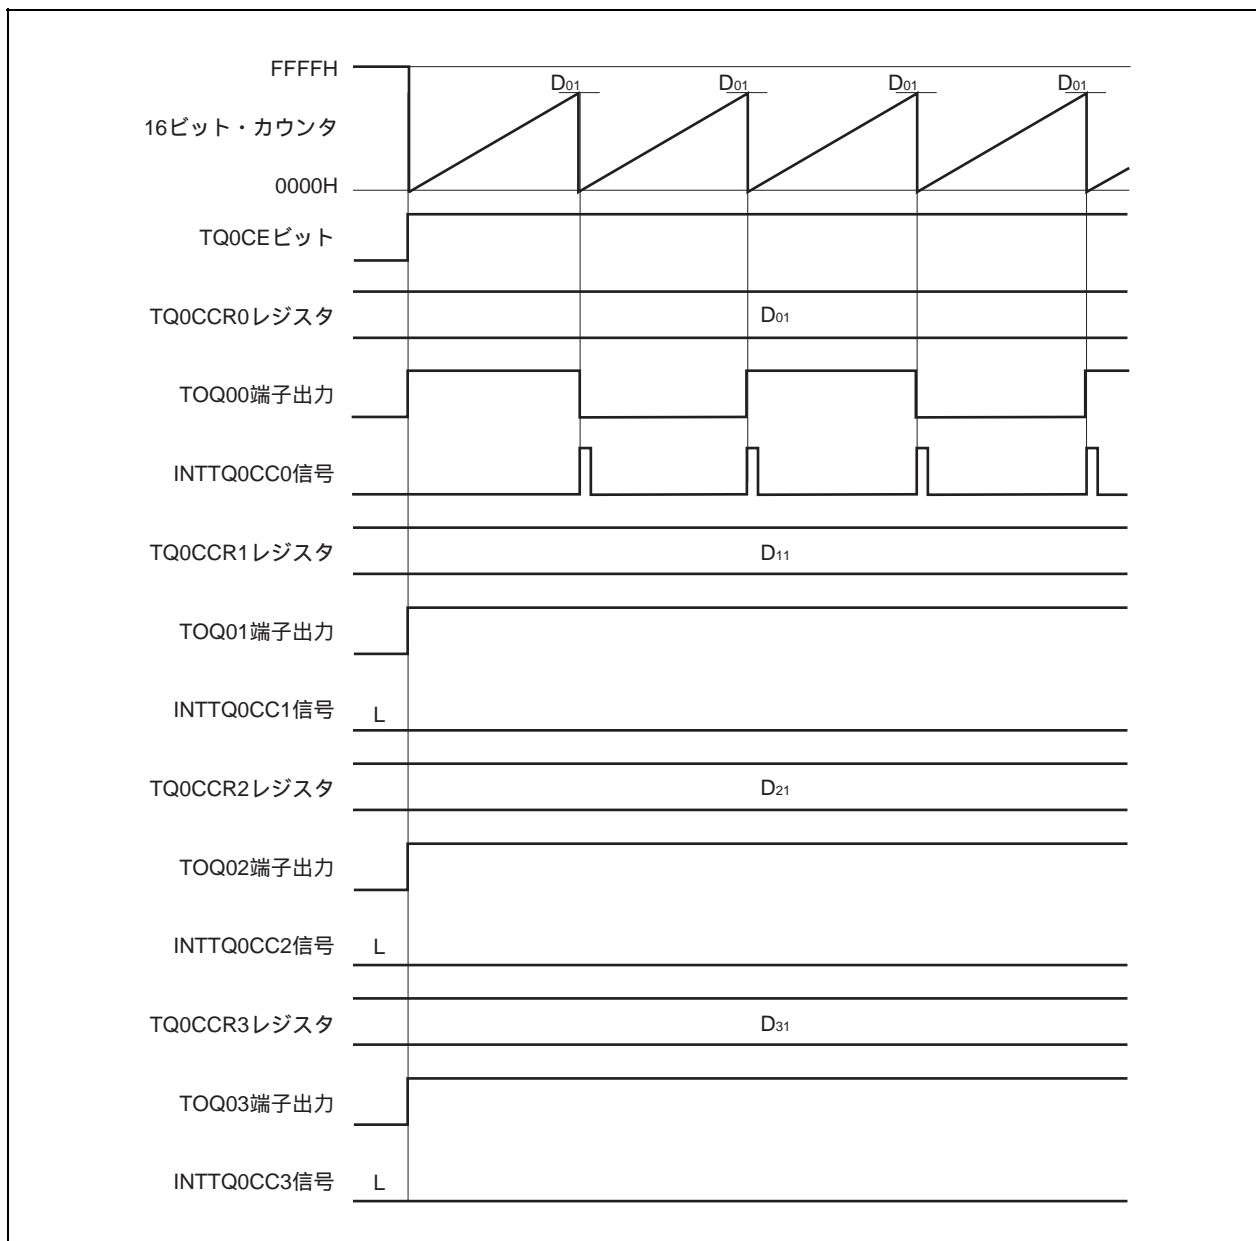 FFFFH
D01 D01 D01 D01
16ビット・カウンタ
0000H
TQ0CEビット
TQ0CCR0レジスタ D01
TOQ00端子出力
INTTQ0CC0信号
TQ0CCR1レジスタ D11
TOQ01端子出力
INTTQ0CC1信号 L
TQ0CCR2レジスタ D21
TOQ02端子出力
INTTQ0CC2信号 L
TQ0CCR3レジスタ D31
TOQ03端子出力
INTTQ0CC3信号 L